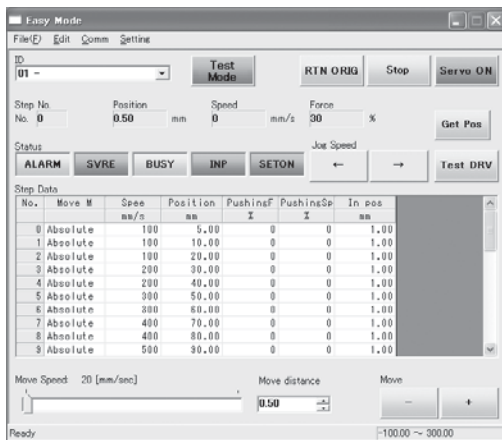 Easy Mode
File(F) Edit Comm Setting
ID
01 - Test Mode RTN ORIG Stop Servo ON
Step No. Position Speed Force
No. 0 0.50 mm 0 mm/s 30 % Get Pos
Status Jog Speed
ALARM SVRE BUSY INP SETON ← → Test DRV
Step Data
No. Move M Spee Position PushingF PushingSp In pos
mm/s mm % % mm
0 Absolute 100 5.00 0 0 1.00
1 Absolute 100 10.00 0 0 1.00
2 Absolute 100 20.00 0 0 1.00
3 Absolute 200 30.00 0 0 1.00
4 Absolute 200 40.00 0 0 1.00
5 Absolute 300 50.00 0 0 1.00
6 Absolute 300 60.00 0 0 1.00
7 Absolute 400 70.00 0 0 1.00
8 Absolute 400 80.00 0 0 1.00
9 Absolute 500 90.00 0 0 1.00
Move Speed 20 [mm/sec] Move distance Move
0.50 - +
Ready -100.00 ~ 300.00